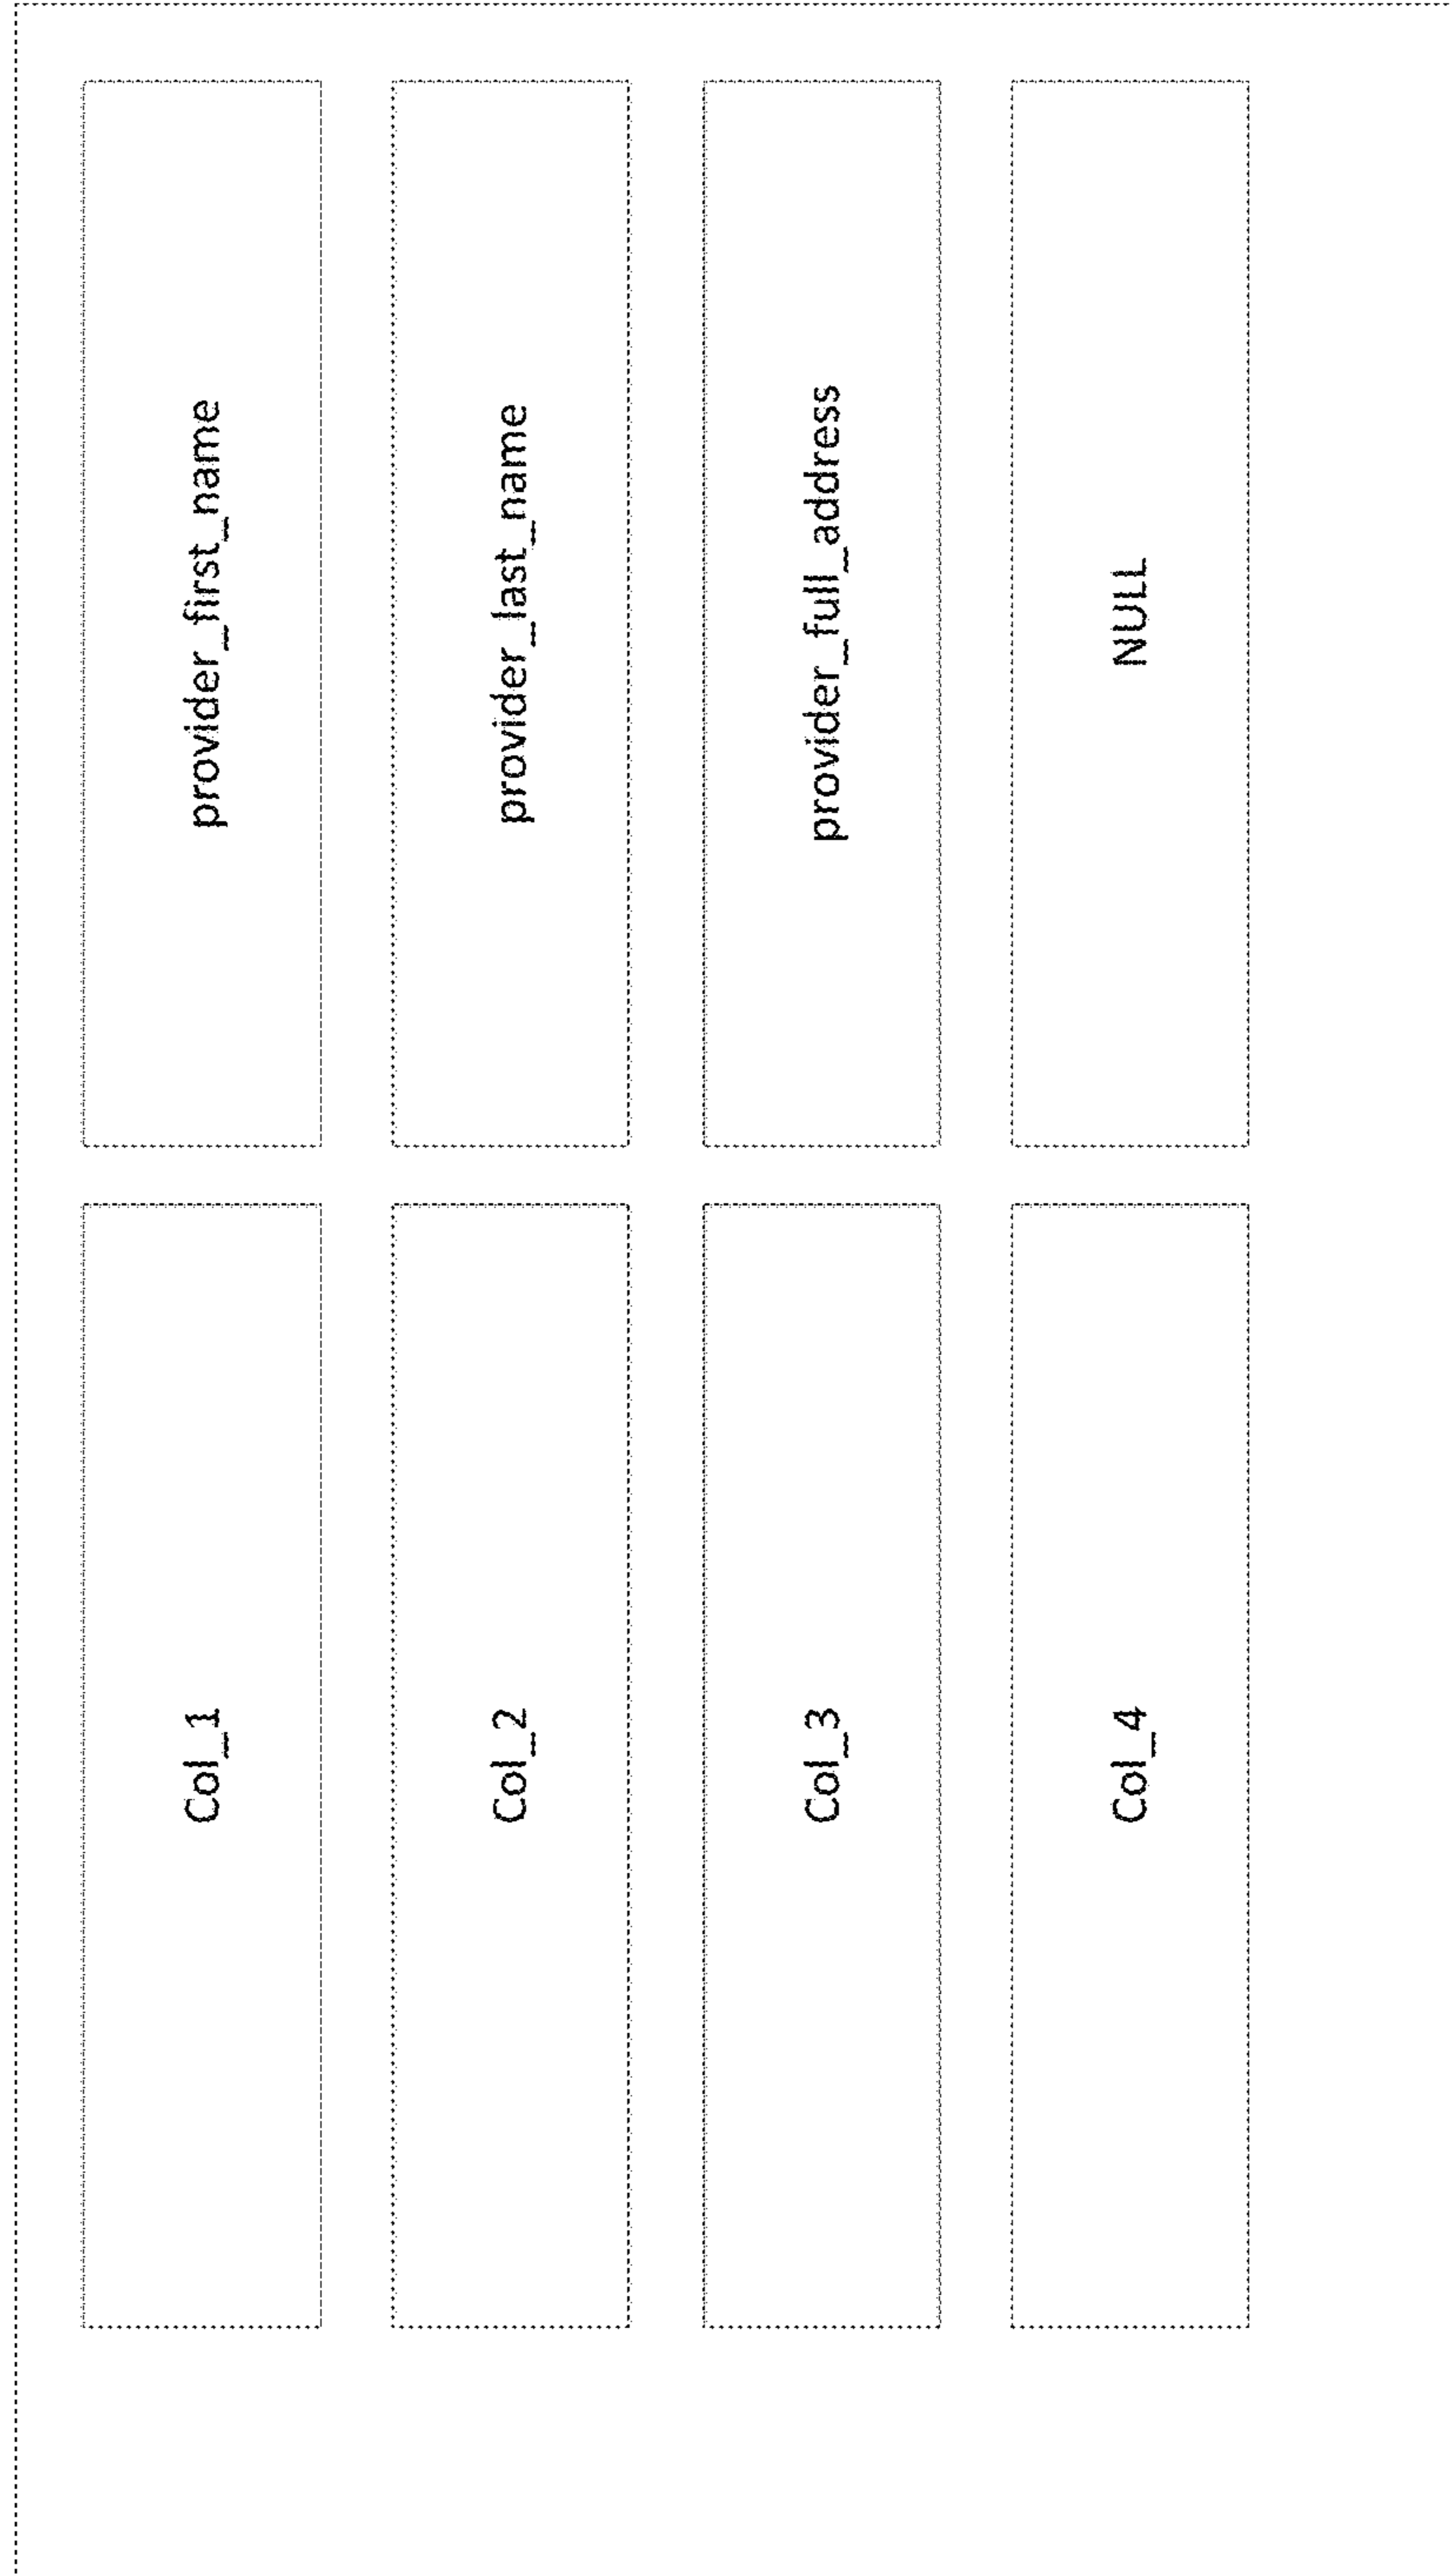 Col_1 provider_first_name
Col_2 provider_last_name
Col_3 provider_full_address
Col_4 NULL